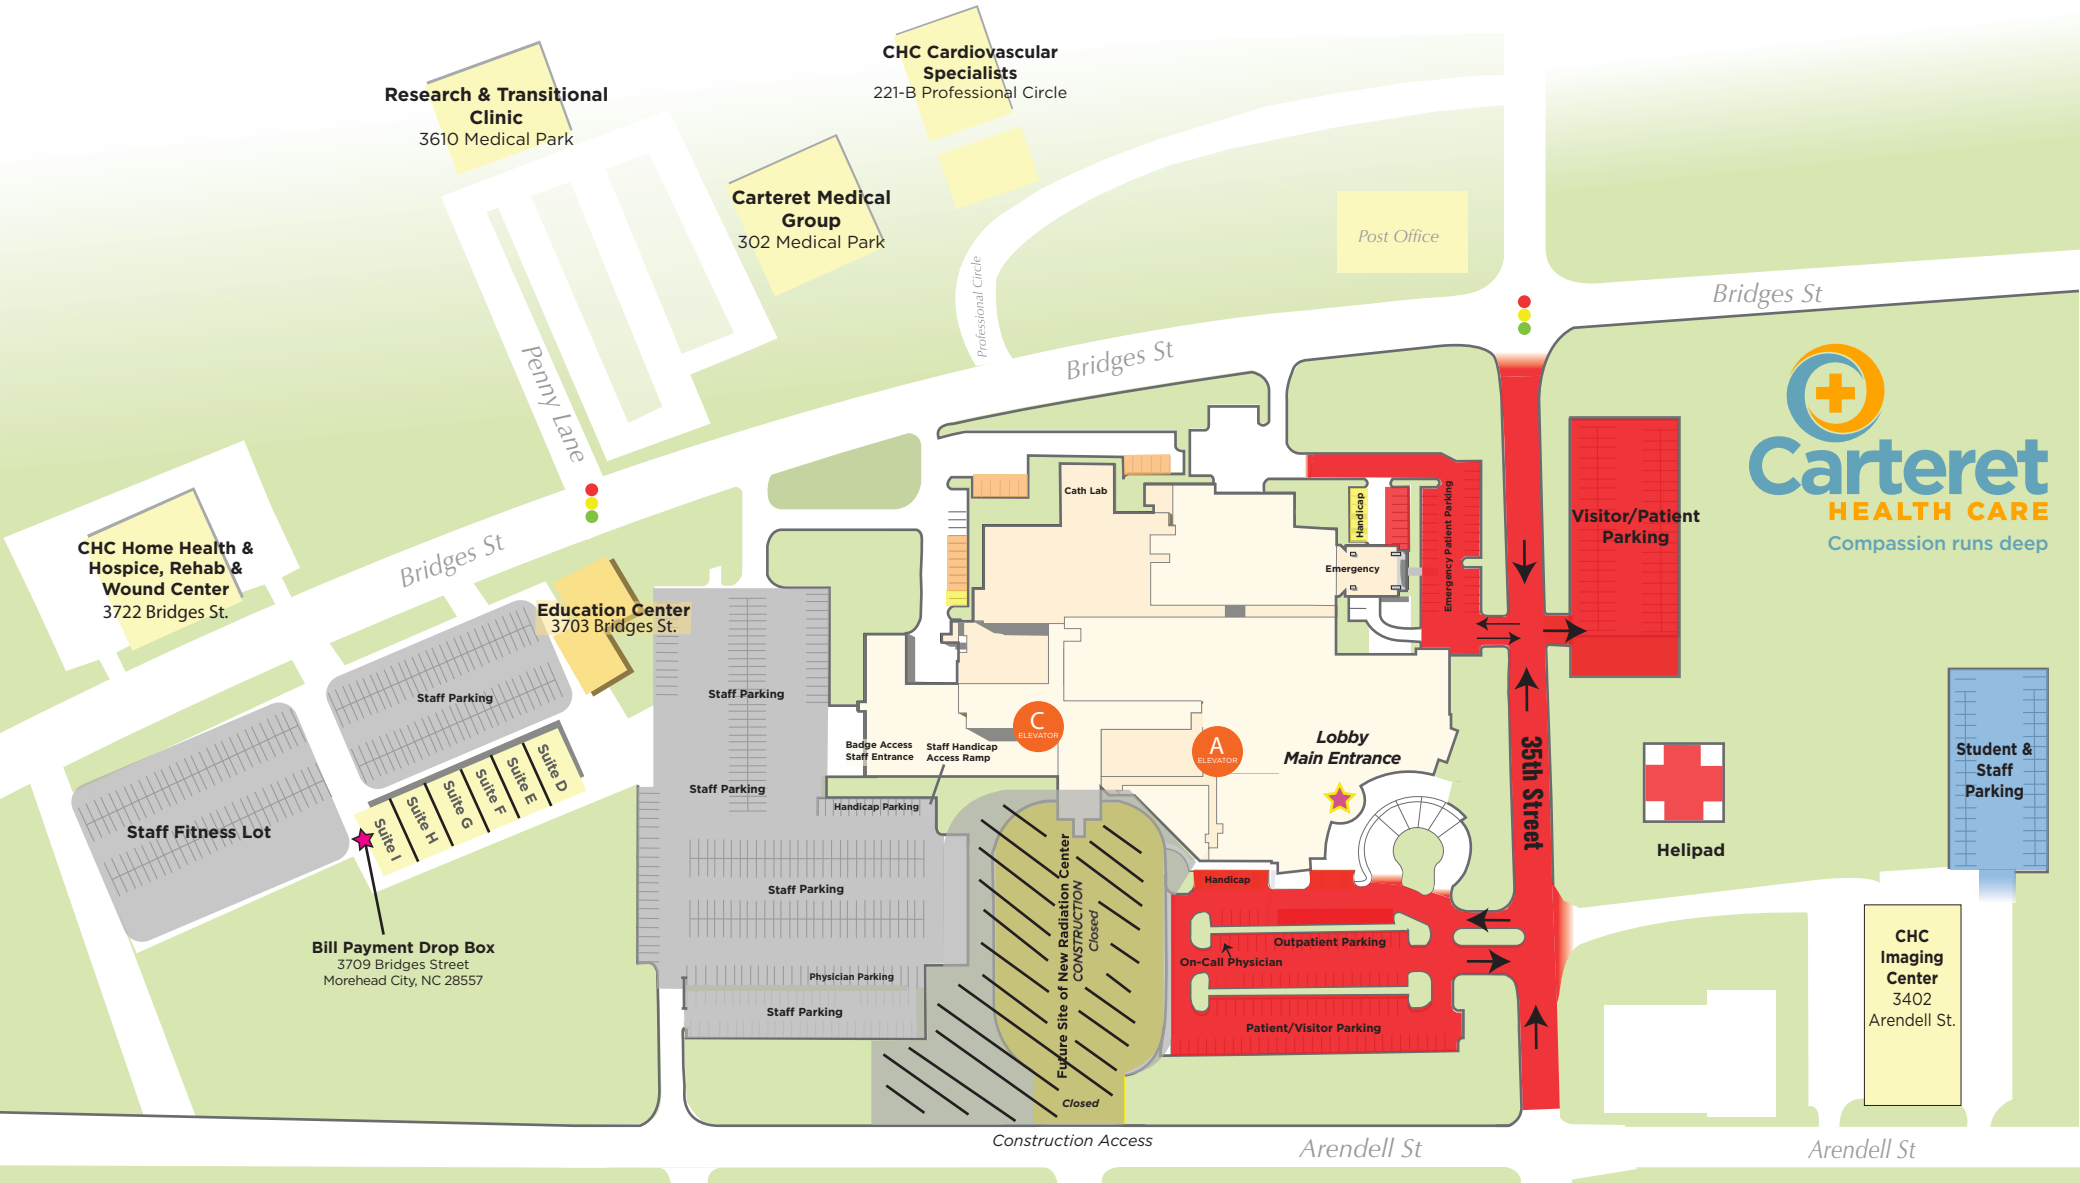 CHC Cardiovascular
Specialists
221-B Professional Circle
Research & Transitional
Clinic
3610 Medical Park
Carteret Medical
Group
302 Medical Park
Post Office
Professional Circle
Bridges St
Bridges St
Penny Lane
Bridges St
Carteret
HEALTH CARE
Compassion runs deep
Cath Lab
Handicap
Emergency Patient Parking
Emergency
Visitor/Patient
Parking
CHC Home Health &
Hospice, Rehab &
Wound Center
3722 Bridges St.
Education Center
3703 Bridges St.
Staff Parking
Staff Parking
Staff Parking
Badge Access
Staff Entrance
Staff Handicap
Access Ramp
C
ELEVATOR
A
ELEVATOR
Lobby
Main Entrance
35th Street
Student &
Staff
Parking
Helipad
Suite D
Suite E
Suite F
Suite G
Suite H
Suite I
Staff Fitness Lot
Handicap Parking
Staff Parking
Physician Parking
Staff Parking
Future Site of New Radiation Center
CONSTRUCTION
Closed
Closed
Handicap
Outpatient Parking
On-Call Physician
Patient/Visitor Parking
Bill Payment Drop Box
3709 Bridges Street
Morehead City, NC 28557
CHC
Imaging
Center
3402
Arendell St.
Construction Access
Arendell St
Arendell St